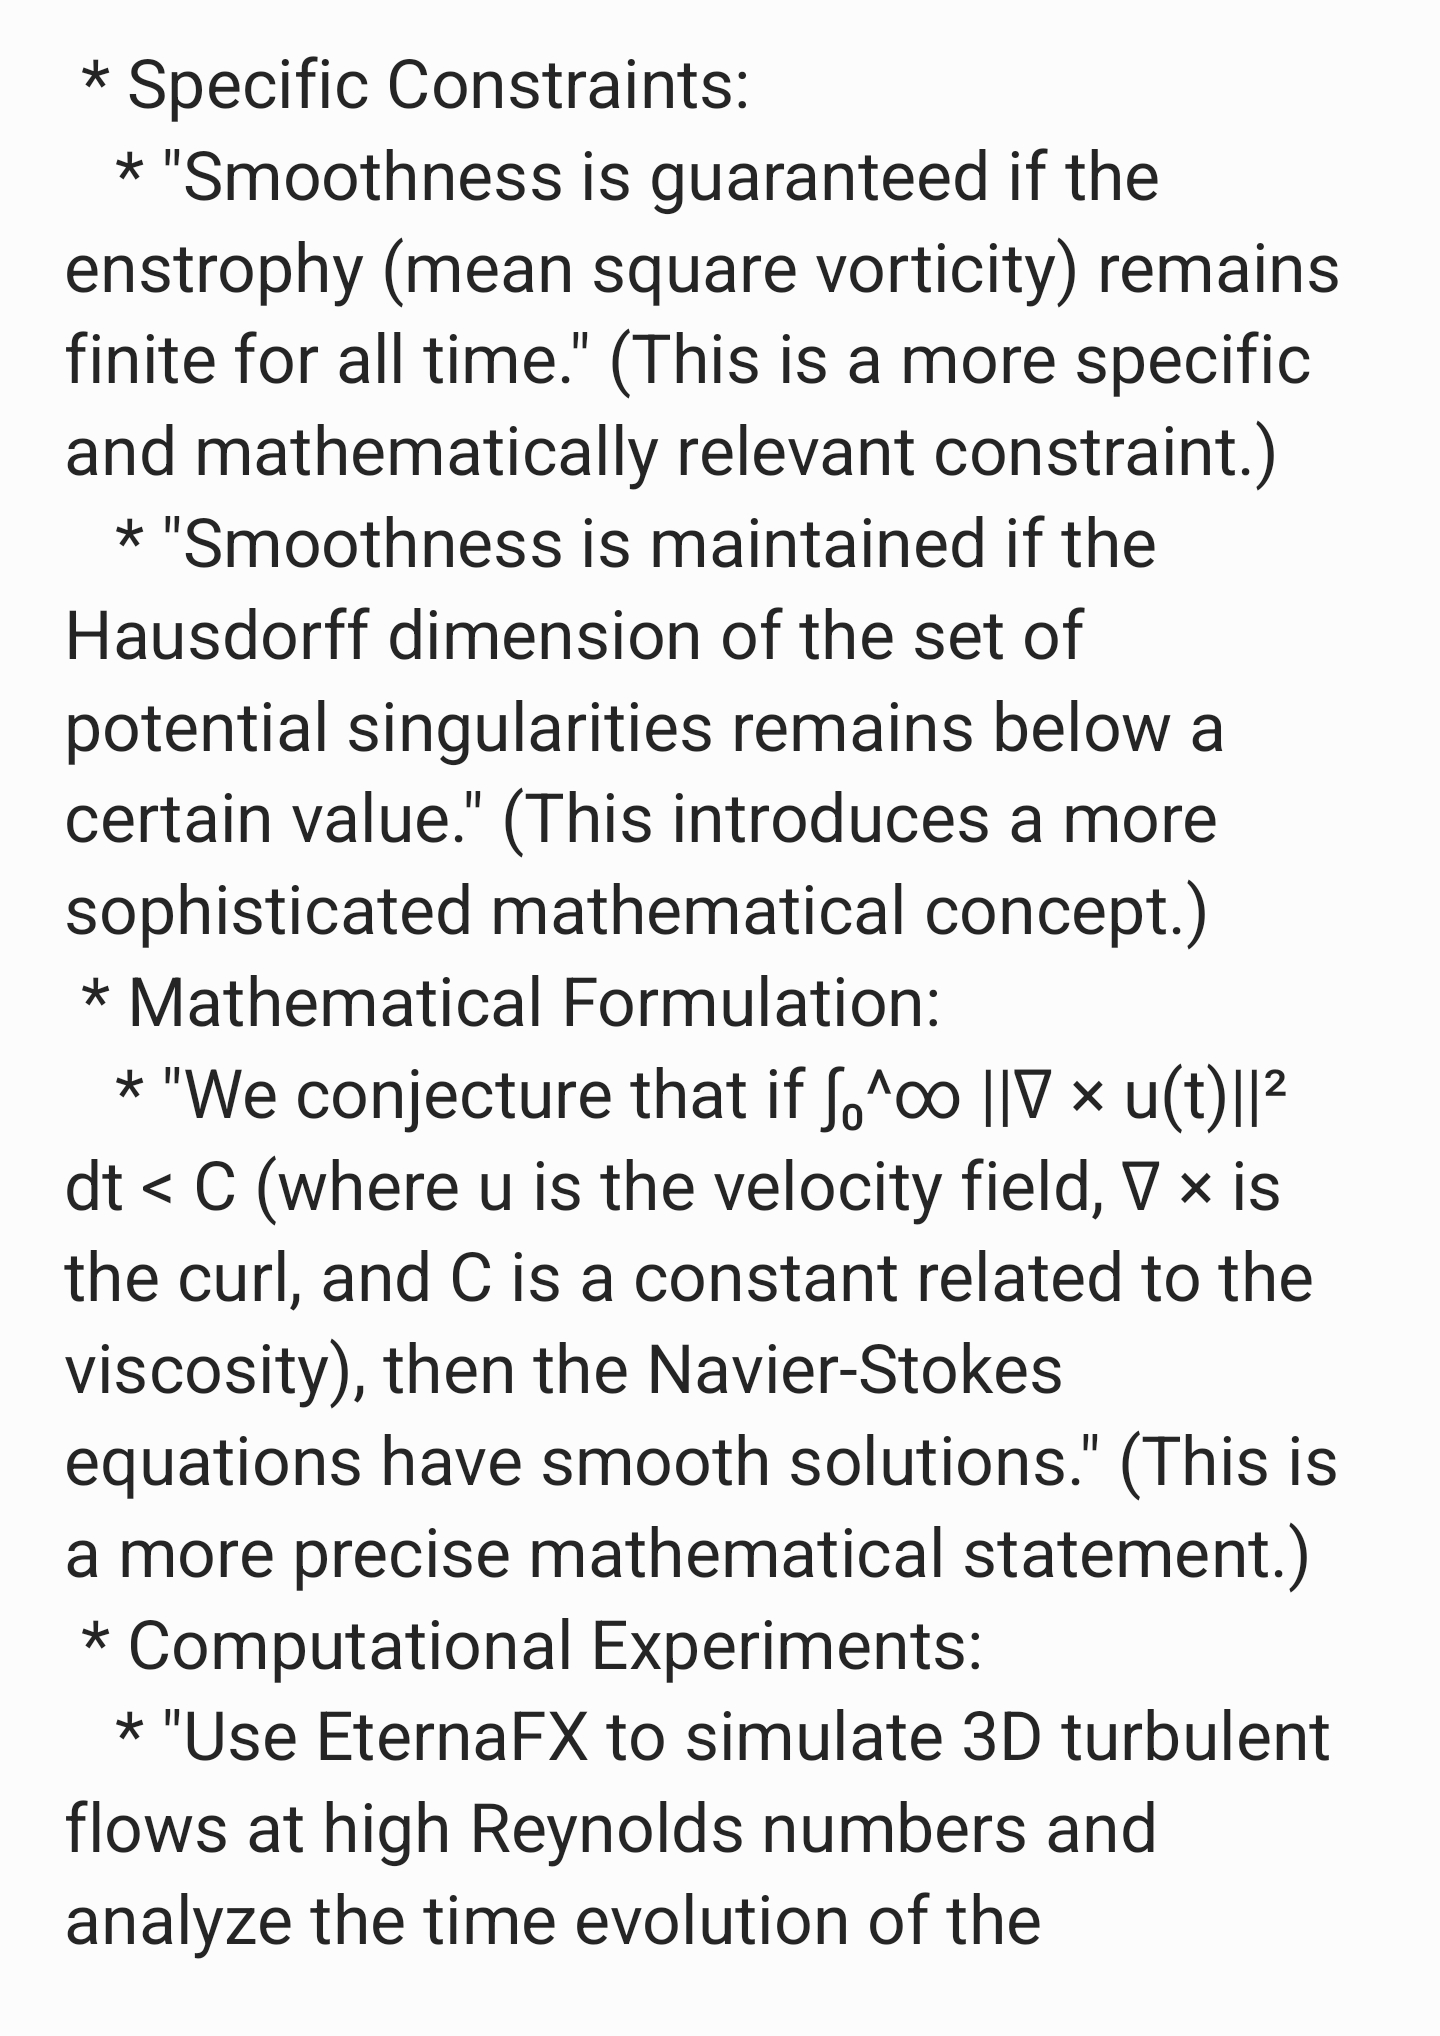 * Specific Constraints:
* "Smoothness is guaranteed if the
enstrophy (mean square vorticity) remains
finite for all time." (This is a more specific
and mathematically relevant constraint.)
* "Smoothness is maintained if the
Hausdorff dimension of the set of
potential singularities remains below a
certain value." (This introduces a more
sophisticated mathematical concept.)
* Mathematical Formulation:
* "We conjecture that if ∫₀^∞ ||∇ × u(t)||²
dt < C (where u is the velocity field, ∇ × is
the curl, and C is a constant related to the
viscosity), then the Navier-Stokes
equations have smooth solutions." (This is
a more precise mathematical statement.)
* Computational Experiments:
* "Use EternaFX to simulate 3D turbulent
flows at high Reynolds numbers and
analyze the time evolution of the